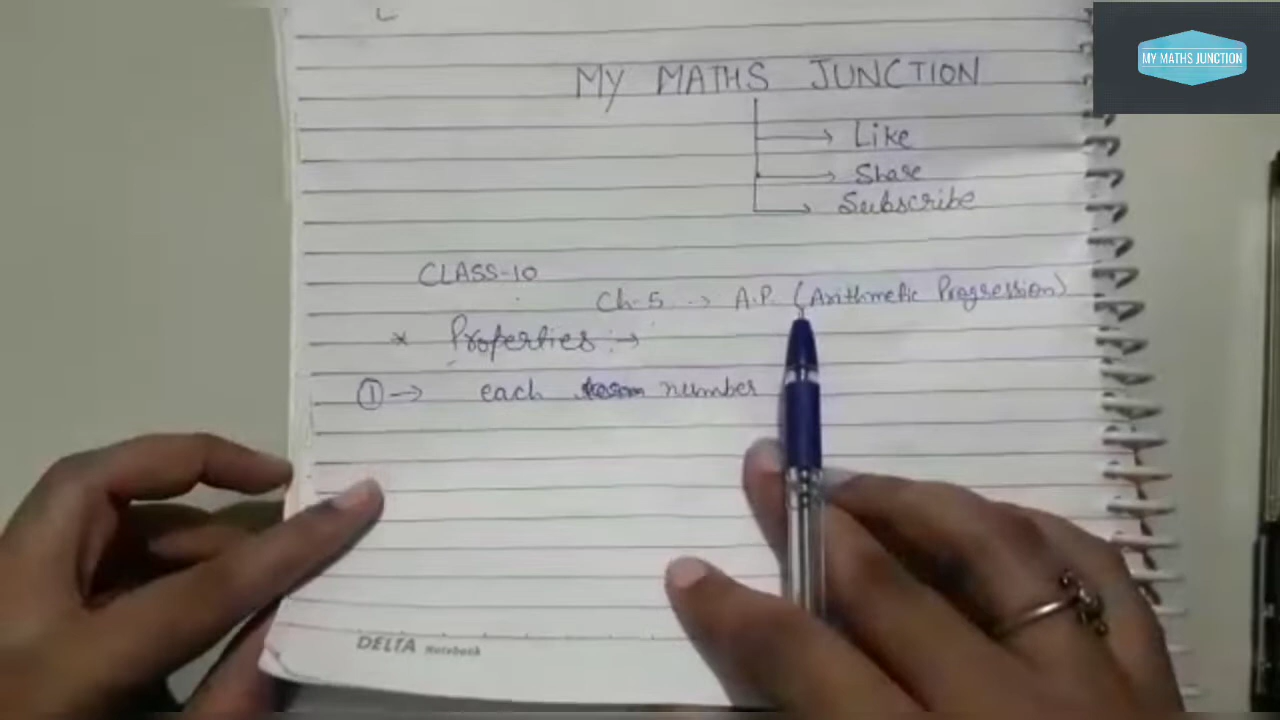 MY MATHS JUNCTION
MY MATHS JUNCTION
Like
Share
Subscribe
CLASS-10
Ch-5 → A.P. (Arithmetic Progression)
* Properties :→
① → each number
DELTA Notebook